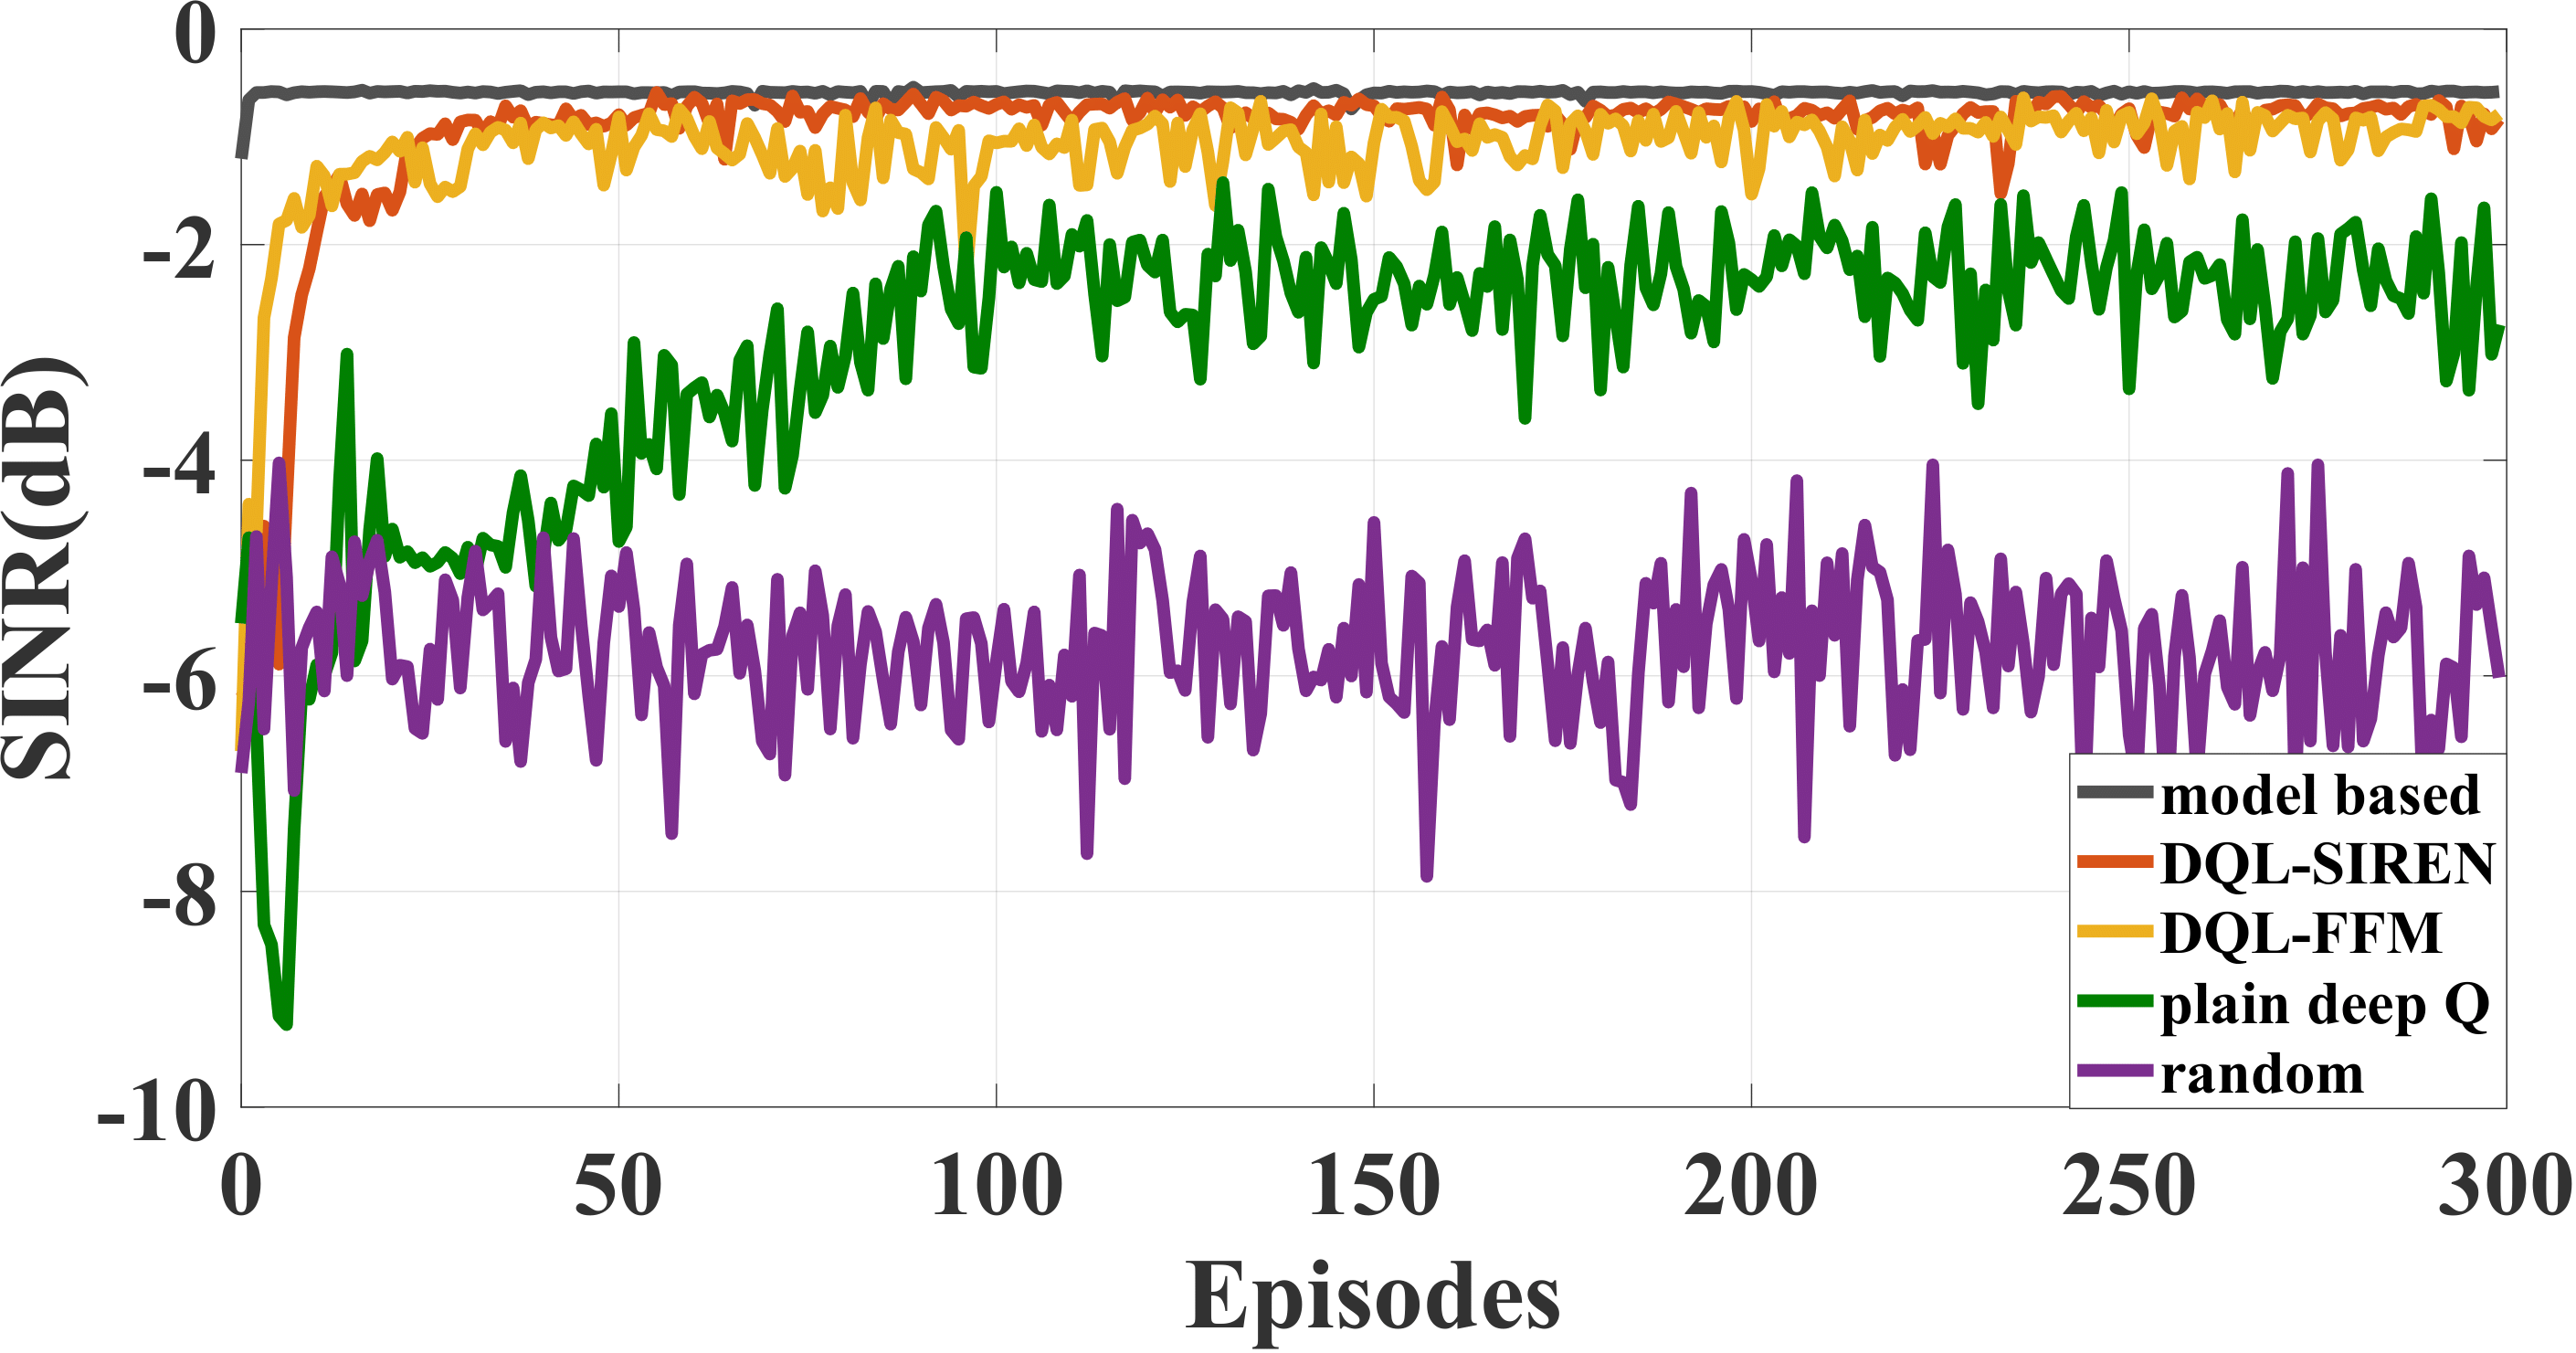 SINR(dB)
0
-2
-4
-6
-8
-10
0 50 100 150 200 250 300
Episodes
model based
DQL-SIREN
DQL-FFM
plain deep Q
random